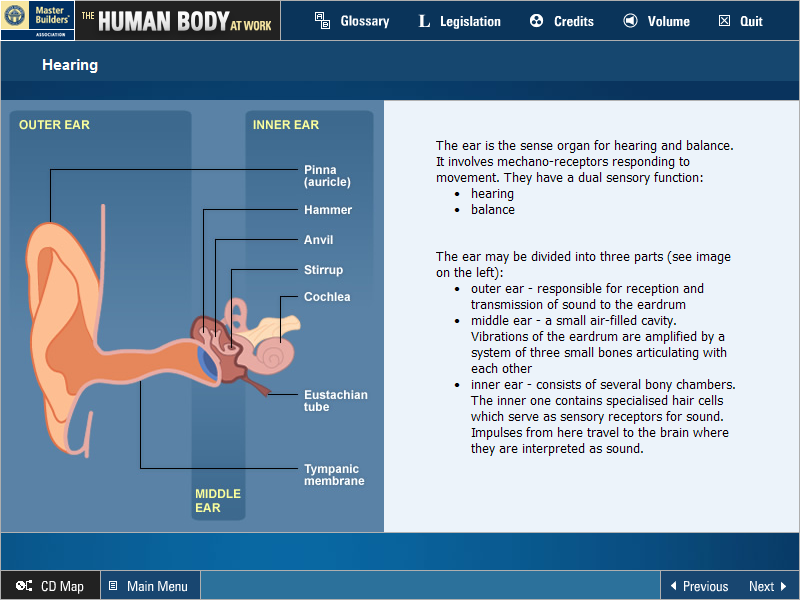 Master Builders' ASSOCIATION
THE HUMAN BODY AT WORK
Glossary
Legislation
Credits
Volume
Quit
Hearing
OUTER EAR
INNER EAR
Pinna
(auricle)
Hammer
Anvil
Stirrup
Cochlea
Eustachian
tube
Tympanic
membrane
MIDDLE
EAR
The ear is the sense organ for hearing and balance.
It involves mechano-receptors responding to
movement. They have a dual sensory function:
• hearing
• balance
The ear may be divided into three parts (see image
on the left):
• outer ear - responsible for reception and
transmission of sound to the eardrum
• middle ear - a small air-filled cavity.
Vibrations of the eardrum are amplified by a
system of three small bones articulating with
each other
• inner ear - consists of several bony chambers.
The inner one contains specialised hair cells
which serve as sensory receptors for sound.
Impulses from here travel to the brain where
they are interpreted as sound.
CD Map
Main Menu
Previous
Next